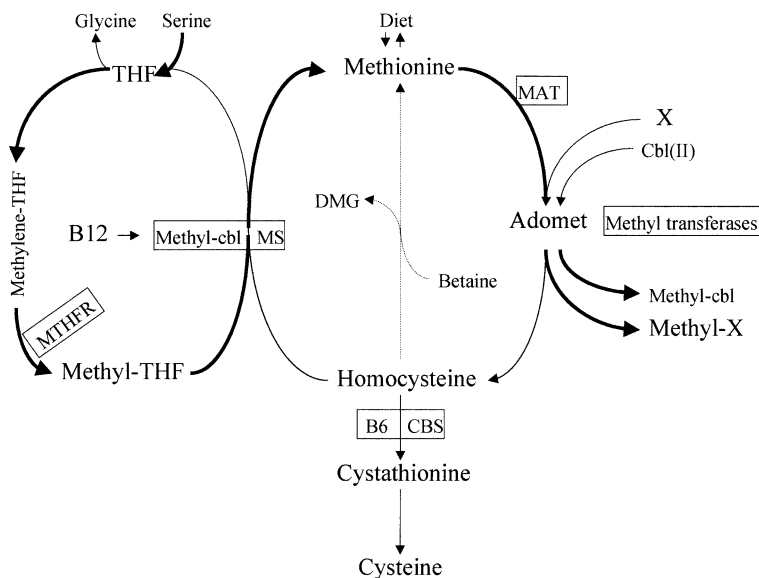 Glycine
Serine
Diet
THF
Methionine
MAT
X
Cbl(II)
Methylene-THF
DMG
Adomet
Methyl transferases
B12
Methyl-cbl
MS
Betaine
Methyl-cbl
MTHFR
Methyl-X
Methyl-THF
Homocysteine
B6
CBS
Cystathionine
Cysteine